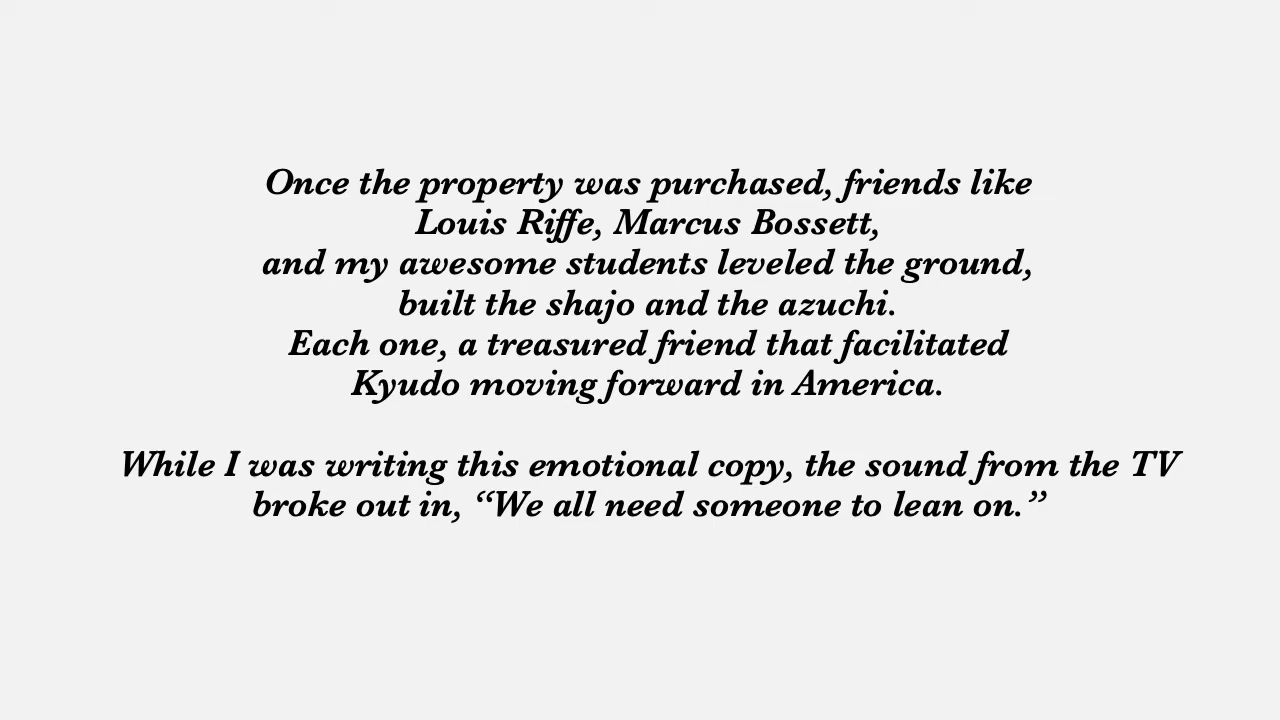 Once the property was purchased, friends like
Louis Riffe, Marcus Bossett,
and my awesome students leveled the ground,
built the shajo and the azuchi.
Each one, a treasured friend that facilitated
Kyudo moving forward in America.
While I was writing this emotional copy, the sound from the TV
broke out in, “We all need someone to lean on.”